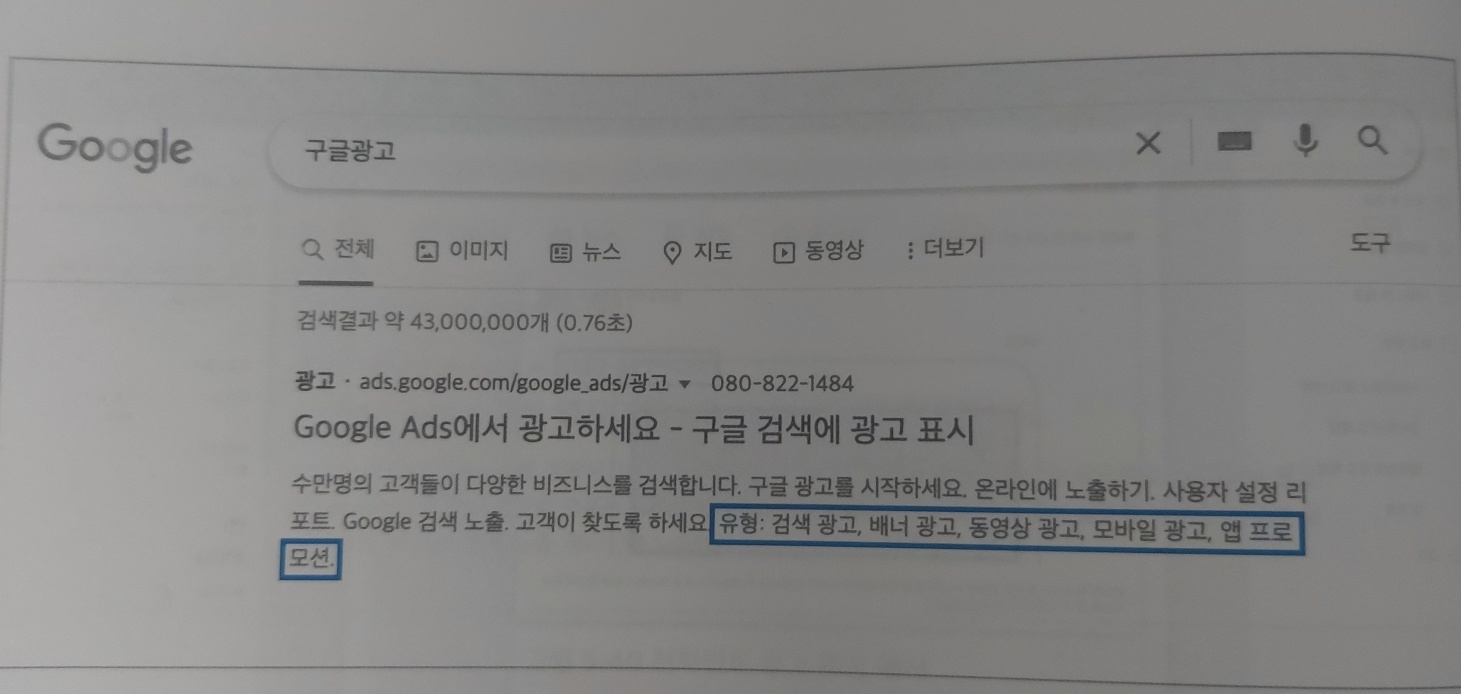 Google 구글광고
전체 이미지 뉴스 지도 동영상 더보기 도구
검색결과 약 43,000,000개 (0.76초)
광고 · ads.google.com/google_ads/광고 080-822-1484
Google Ads에서 광고하세요 - 구글 검색에 광고 표시
수만명의 고객들이 다양한 비즈니스를 검색합니다. 구글 광고를 시작하세요. 온라인에 노출하기. 사용자 설정 리
포트. Google 검색 노출. 고객이 찾도록 하세요. 유형: 검색 광고, 배너 광고, 동영상 광고, 모바일 광고, 앱 프로
모션.